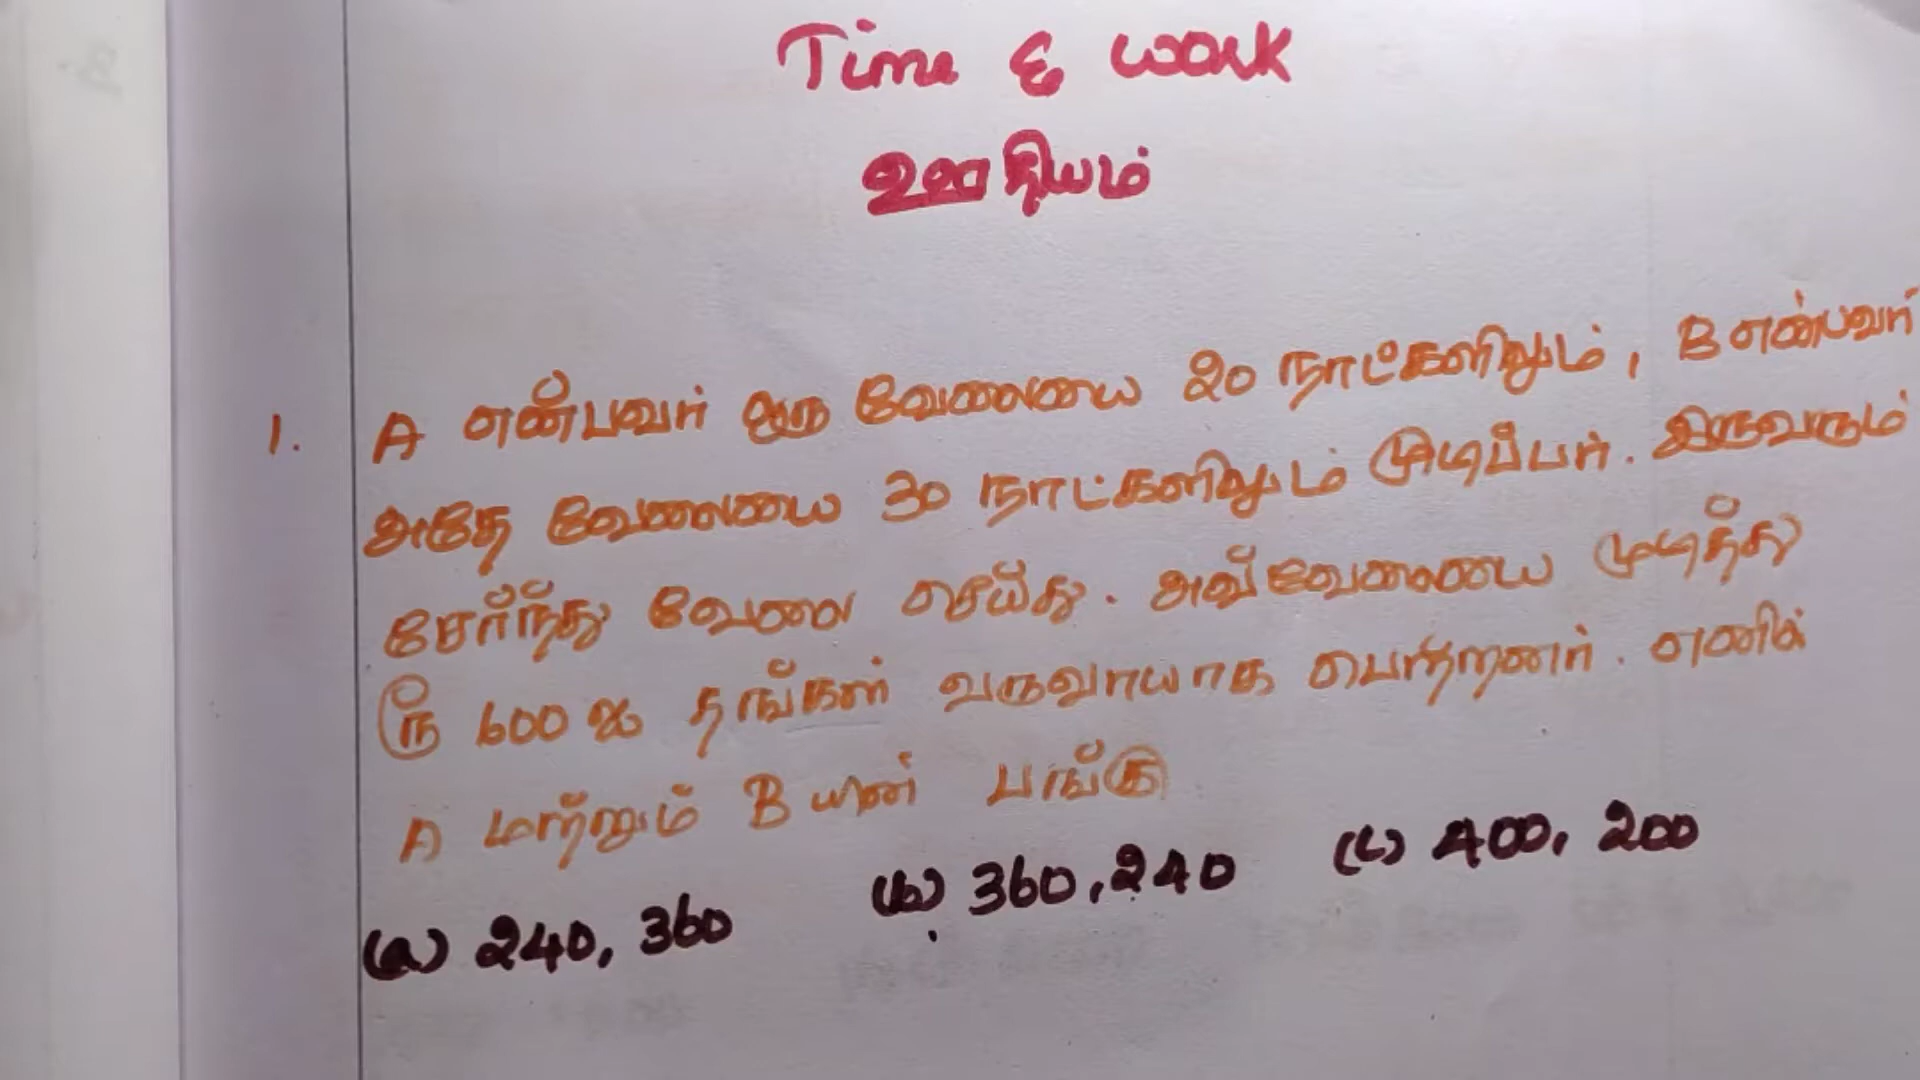 Time & work
ஊதியம்
1. A என்பவர் ஒரு வேலையை 20 நாட்களிலும், B என்பவர்
அதே வேலையை 30 நாட்களிலும் முடிப்பர். இருவரும்
சேர்ந்து வேலை செய்து. அவ்வேலையை முடித்து
ரூ 600 ஐ தங்கள் வருவாயாக பெற்றனர். எனில்
A மற்றும் B யின் பங்கு
(a) 240, 360 (b) 360, 240 (c) 400, 200